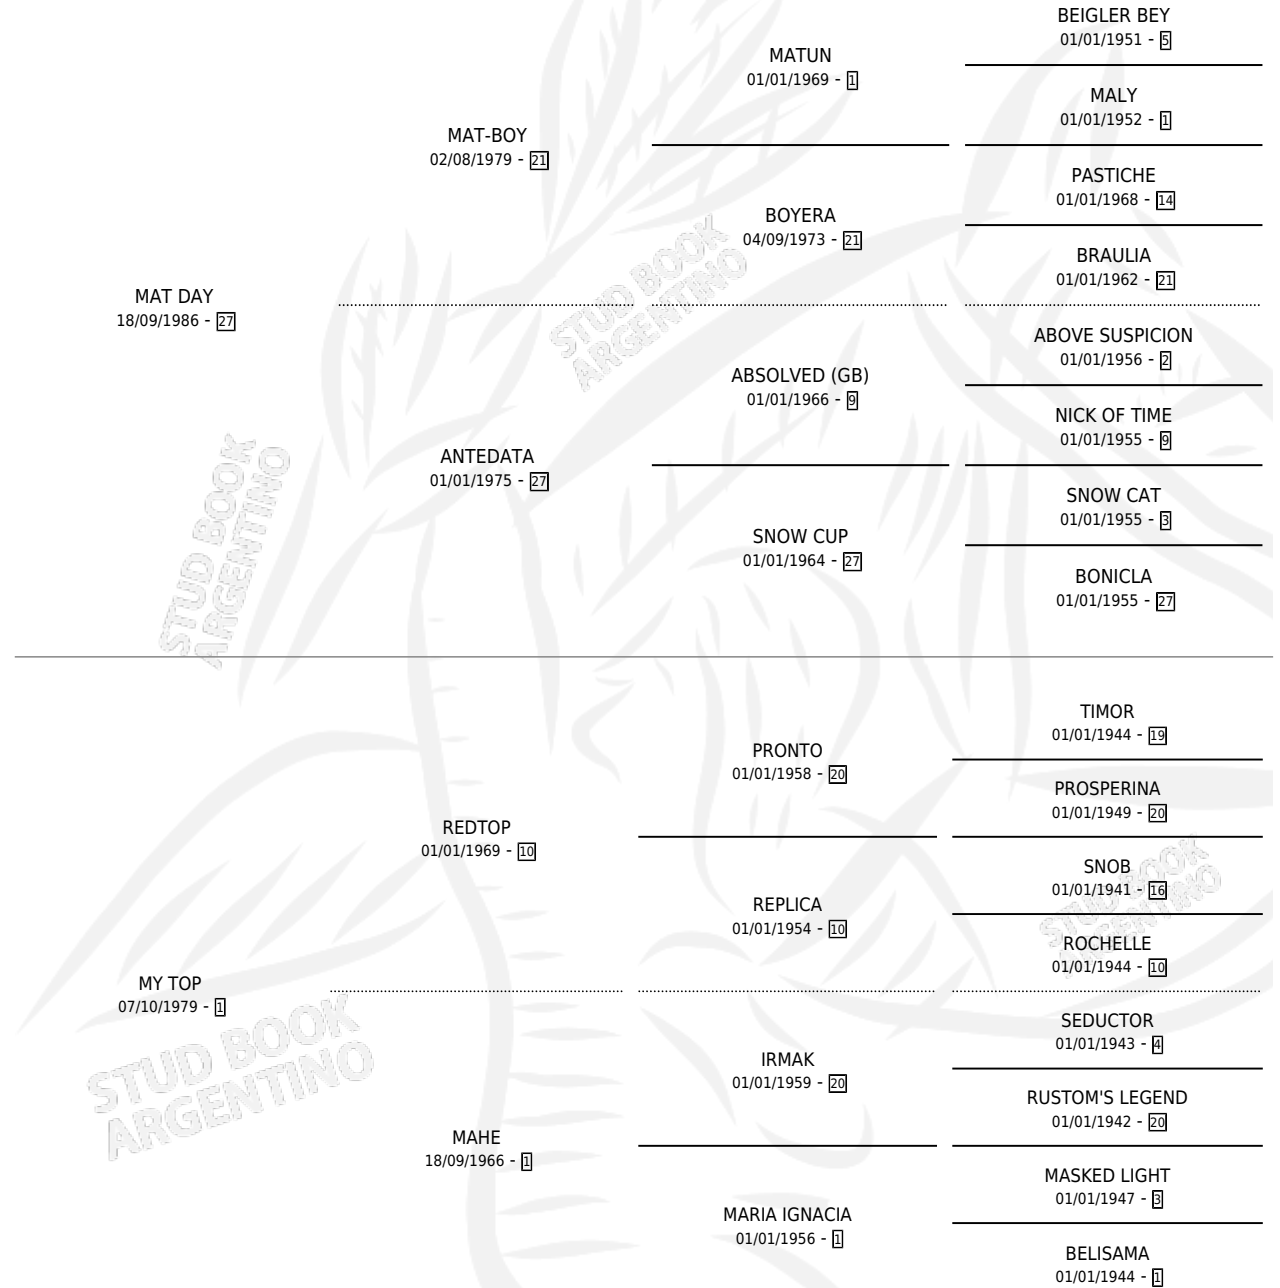 MAT DAY
18/09/1986 - 27
MAT-BOY
02/08/1979 - 21
MATUN
01/01/1969 - 1
BEIGLER BEY
01/01/1951 - 5
MALY
01/01/1952 - 1
BOYERA
04/09/1973 - 21
PASTICHE
01/01/1968 - 14
BRAULIA
01/01/1962 - 21
ANTEDATA
01/01/1975 - 27
ABSOLVED (GB)
01/01/1966 - 9
ABOVE SUSPICION
01/01/1956 - 2
NICK OF TIME
01/01/1955 - 9
SNOW CUP
01/01/1964 - 27
SNOW CAT
01/01/1955 - 3
BONICLA
01/01/1955 - 27
MY TOP
07/10/1979 - 1
REDTOP
01/01/1969 - 10
PRONTO
01/01/1958 - 20
TIMOR
01/01/1944 - 19
PROSPERINA
01/01/1949 - 20
REPLICA
01/01/1954 - 10
SNOB
01/01/1941 - 16
ROCHELLE
01/01/1944 - 10
MAHE
18/09/1966 - 1
IRMAK
01/01/1959 - 20
SEDUCTOR
01/01/1943 - 4
RUSTOM'S LEGEND
01/01/1942 - 20
MARIA IGNACIA
01/01/1956 - 1
MASKED LIGHT
01/01/1947 - 3
BELISAMA
01/01/1944 - 1
STUD BOOK
ARGENTINO
STUD BOOK
ARGENTINO
STUD BOOK
ARGENTINO
STUD BOOK
ARGENTINO